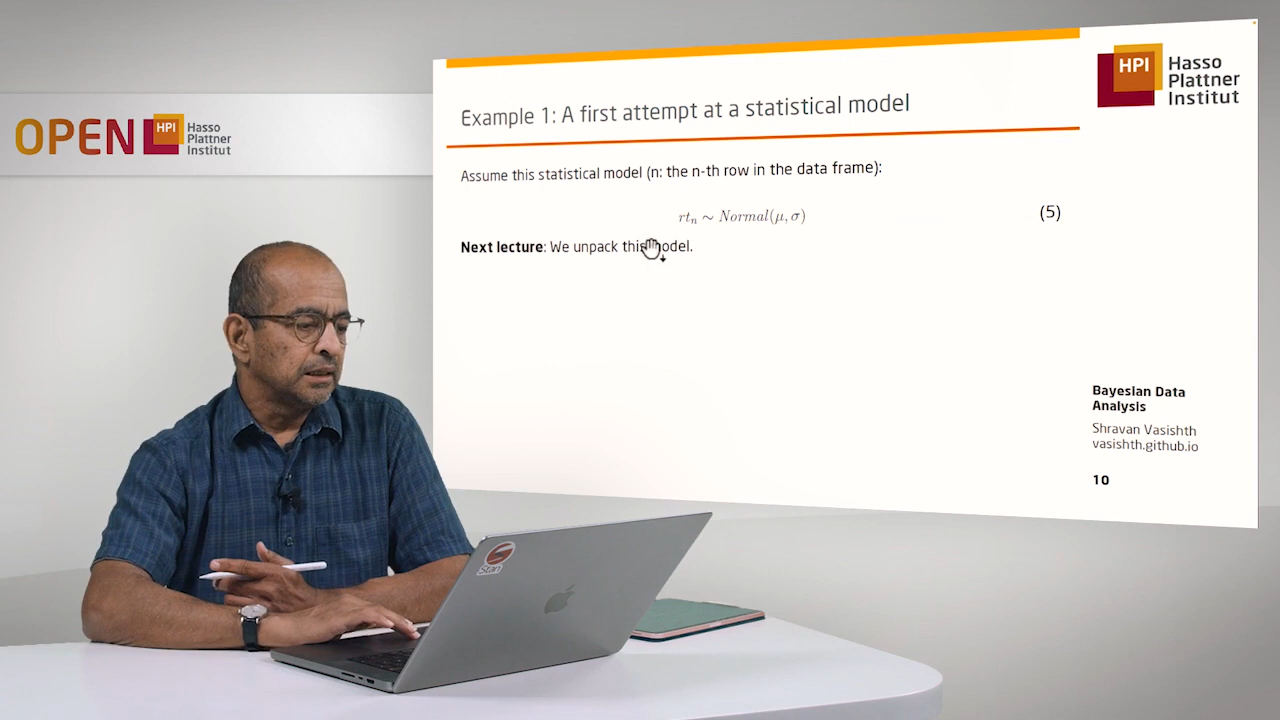 OPEN HPI Hasso
Plattner
Institut
Example 1: A first attempt at a statistical model
Assume this statistical model (n: the n-th row in the data frame):
rtₙ ∼ Normal(μ, σ) (5)
Next lecture: We unpack this model.
HPI Hasso
Plattner
Institut
Bayesian Data
Analysis
Shravan Vasishth
vasishth.github.io
10
Stan